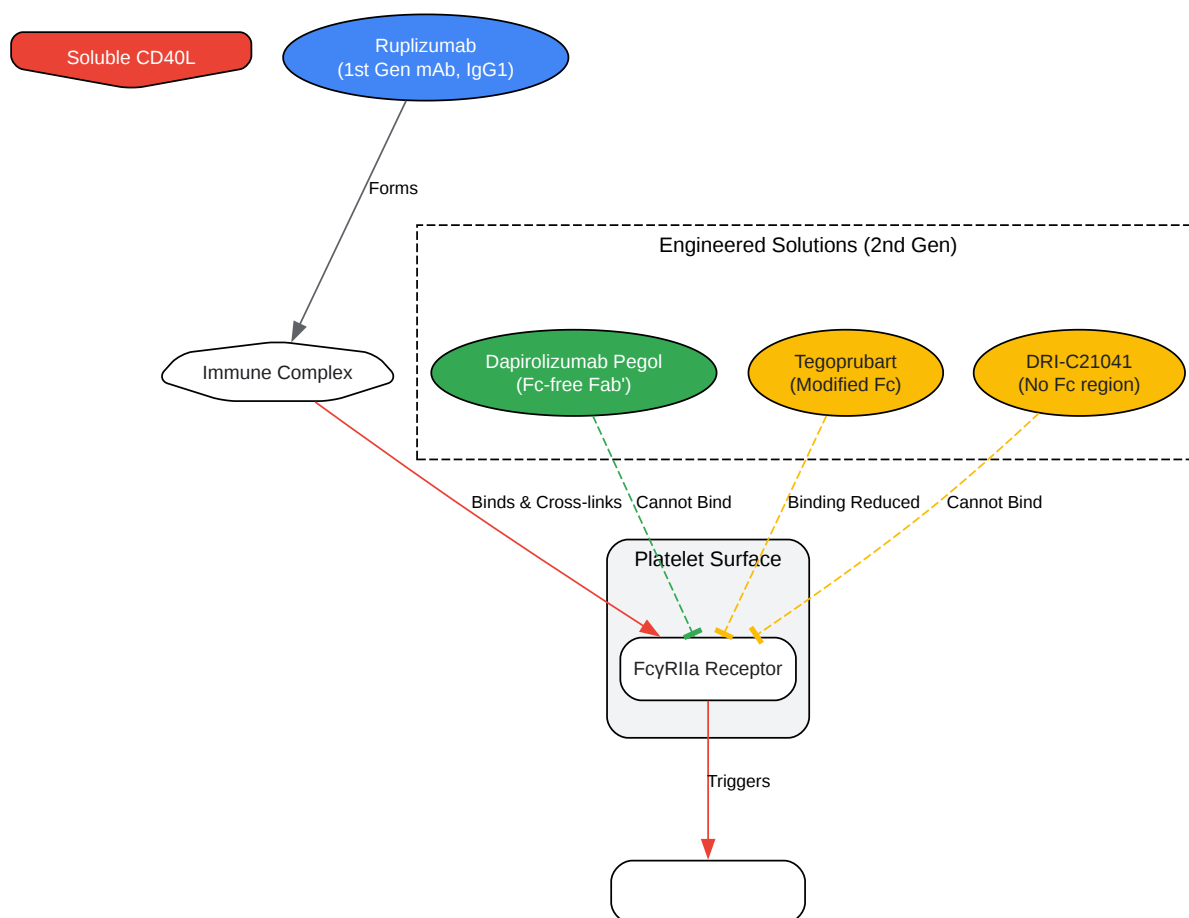 Soluble CD40L
Ruplizumab
(1st Gen mAb, IgG1)
Forms
Engineered Solutions (2nd Gen)
Immune Complex
Dapirolizumab Pegol
(Fc-free Fab')
Tegoprubart
(Modified Fc)
DRI-C21041
(No Fc region)
Binds & Cross-links
Cannot Bind
Binding Reduced
Cannot Bind
Platelet Surface
FcγRIIa Receptor
Triggers